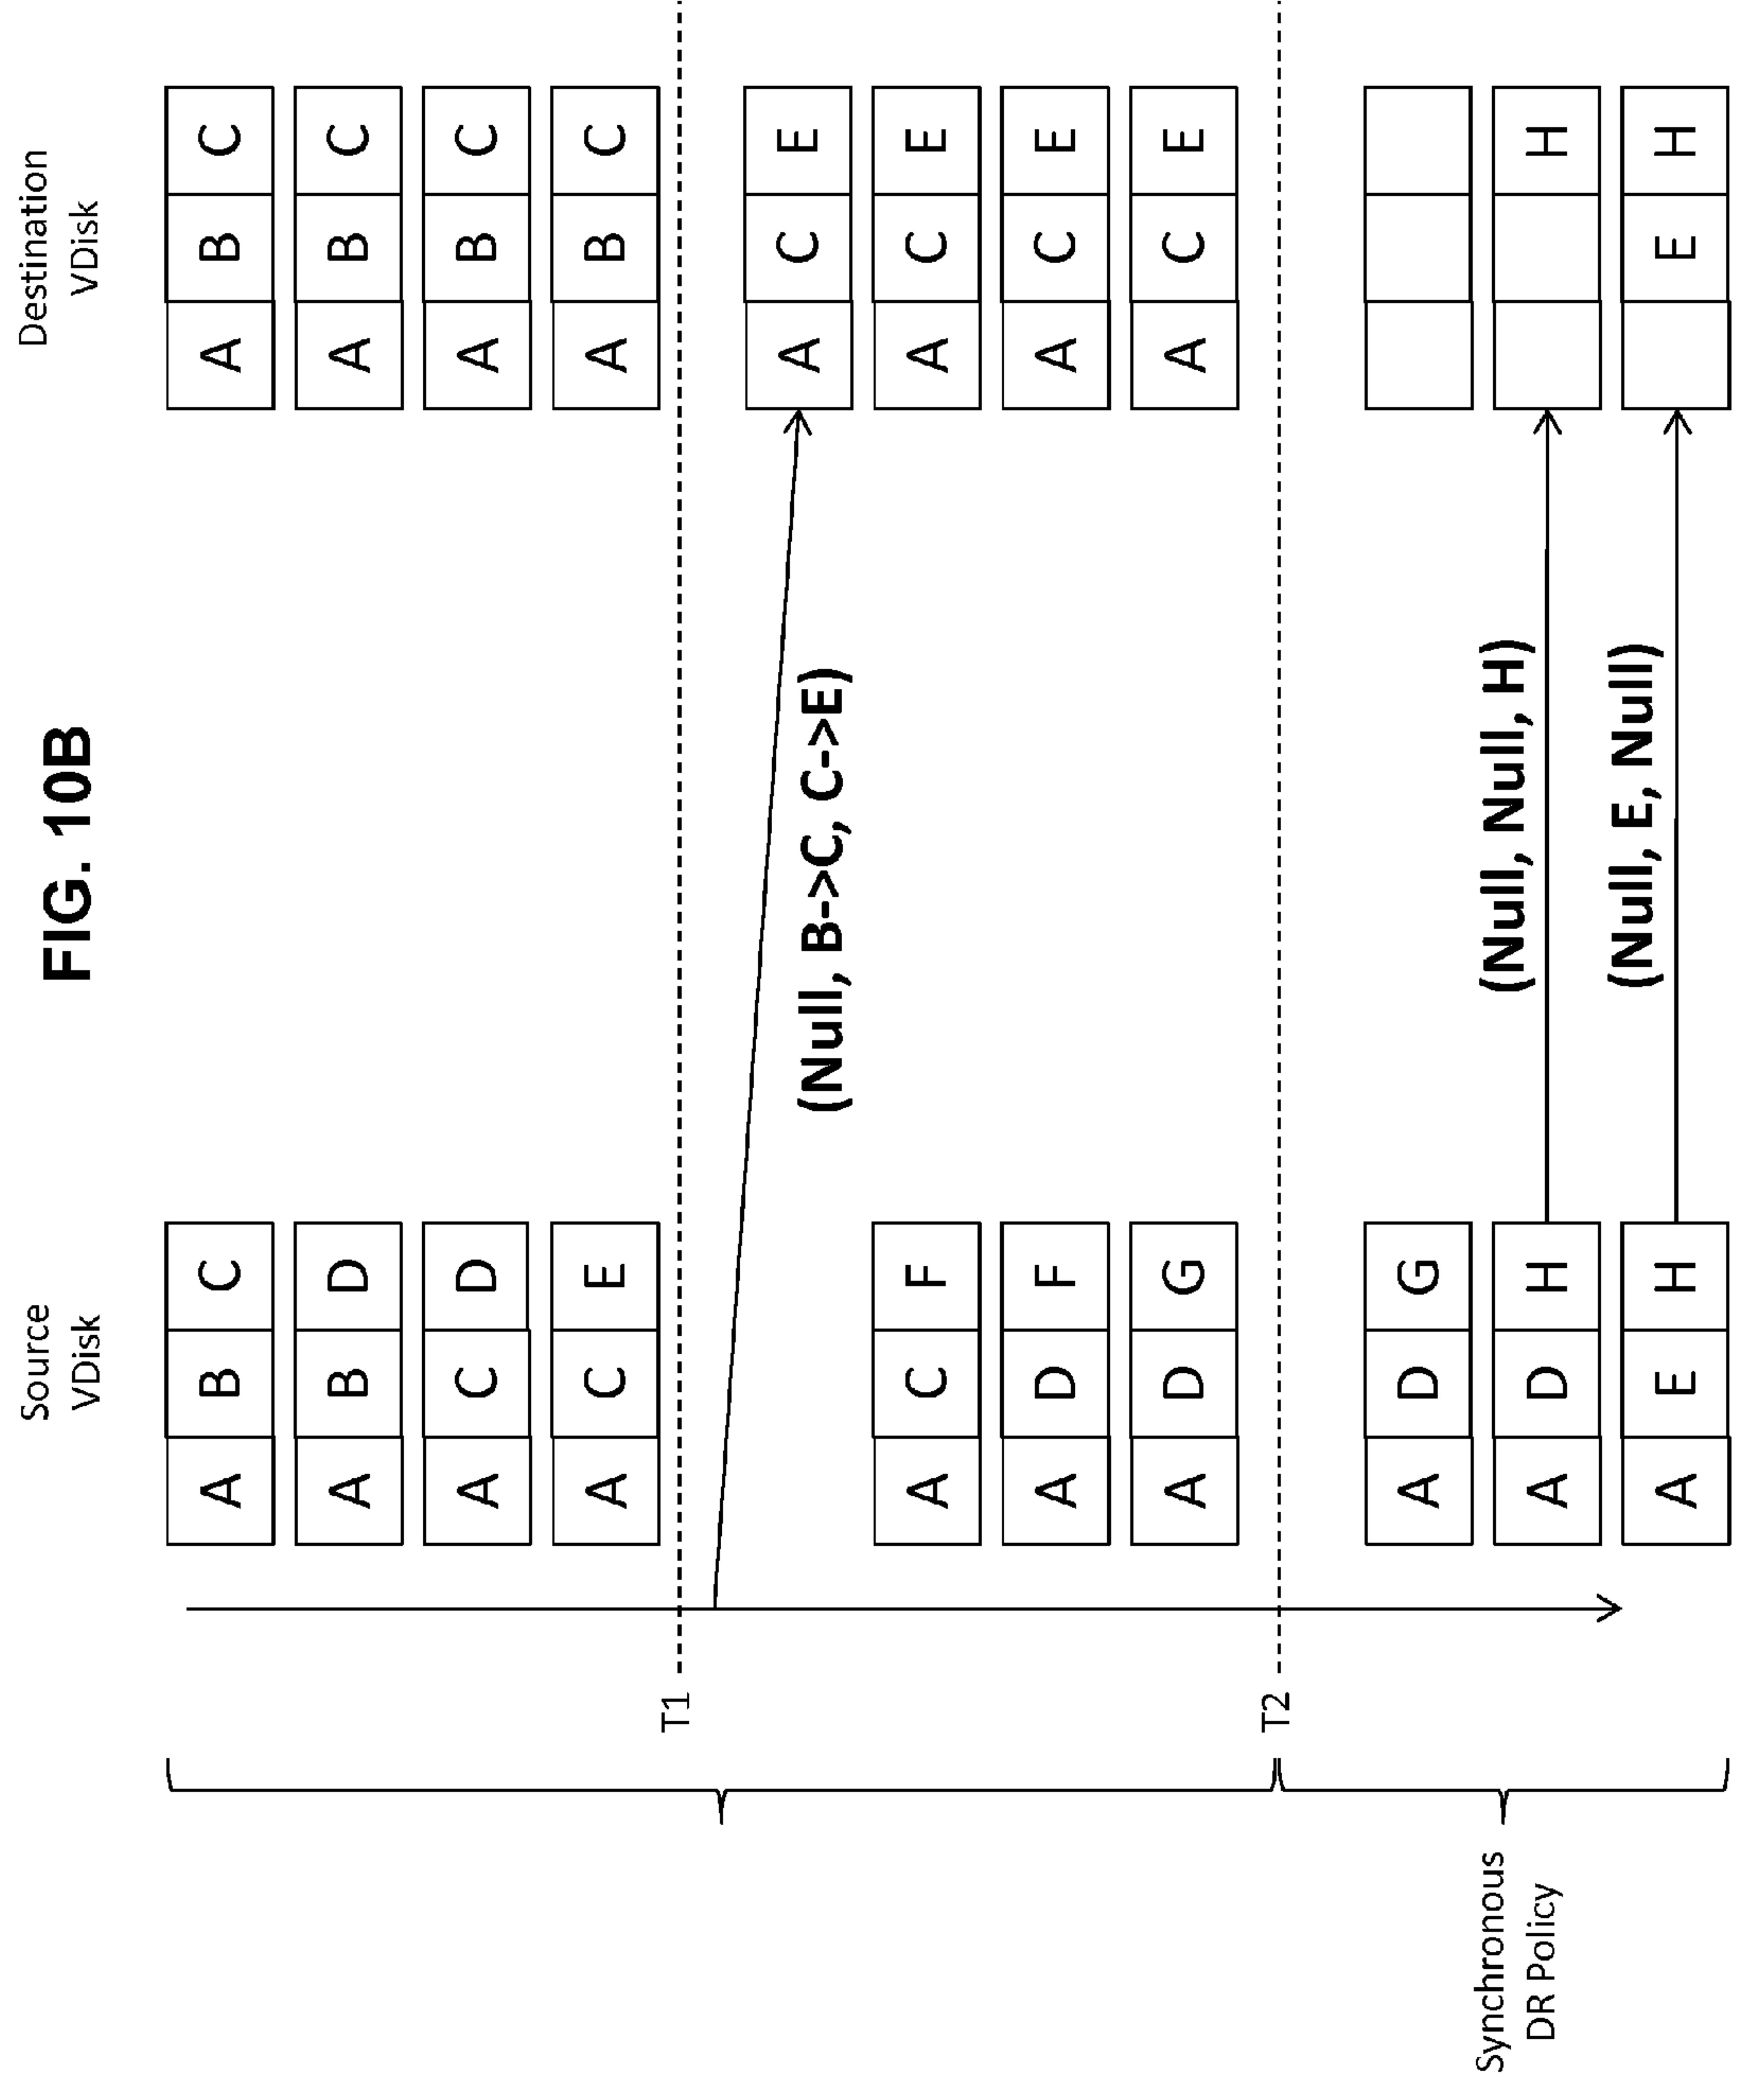 FIG. 10B
Source
VDisk
Destination
VDisk
A B C A B C
A B D A B C
A C D A B C
A C E A B C
T1
A C E
(Null, B->C, C->E)
A C F A C E
A D F A C E
A D G A C E
T2
Synchronous
DR Policy
A D G
(Null, Null, H)
A D H H
(Null, E, Null)
A E H E H